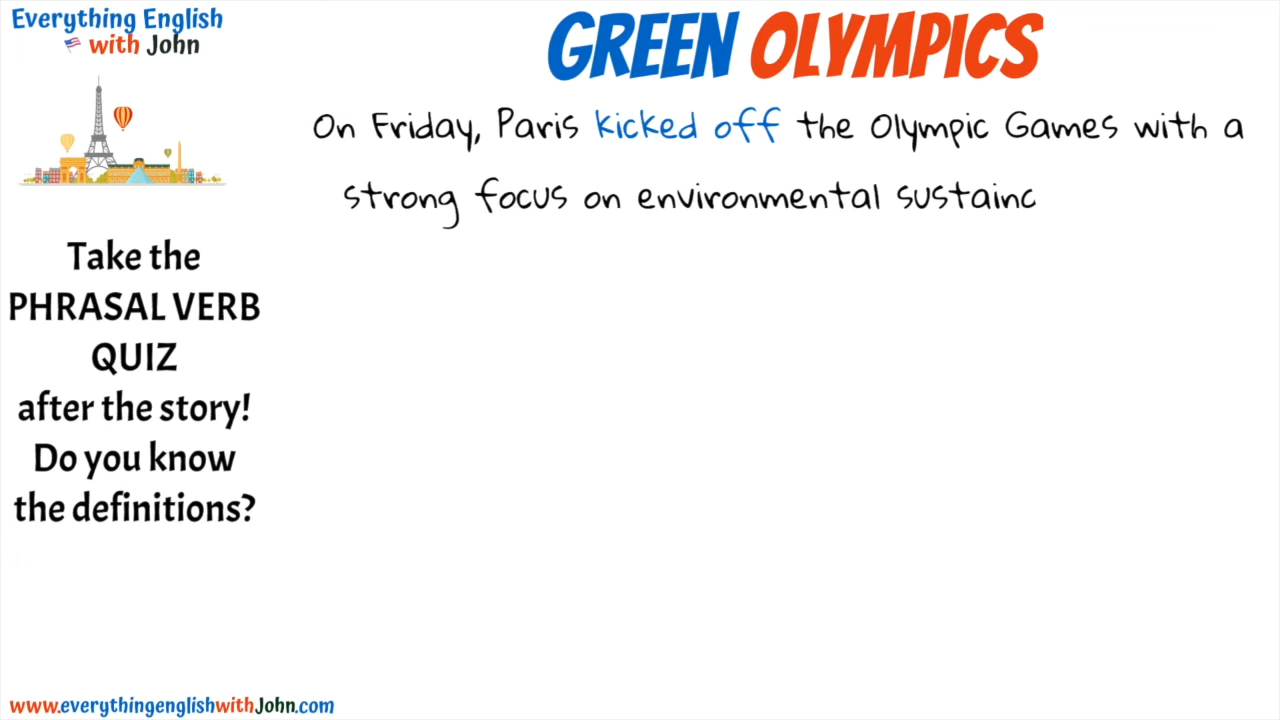 Everything English
with John
GREEN OLYMPICS
On Friday, Paris kicked off the Olympic Games with a
strong focus on environmental sustainc
Take the
PHRASAL VERB
QUIZ
after the story!
Do you know
the definitions?
www.everythingenglishwithJohn.com